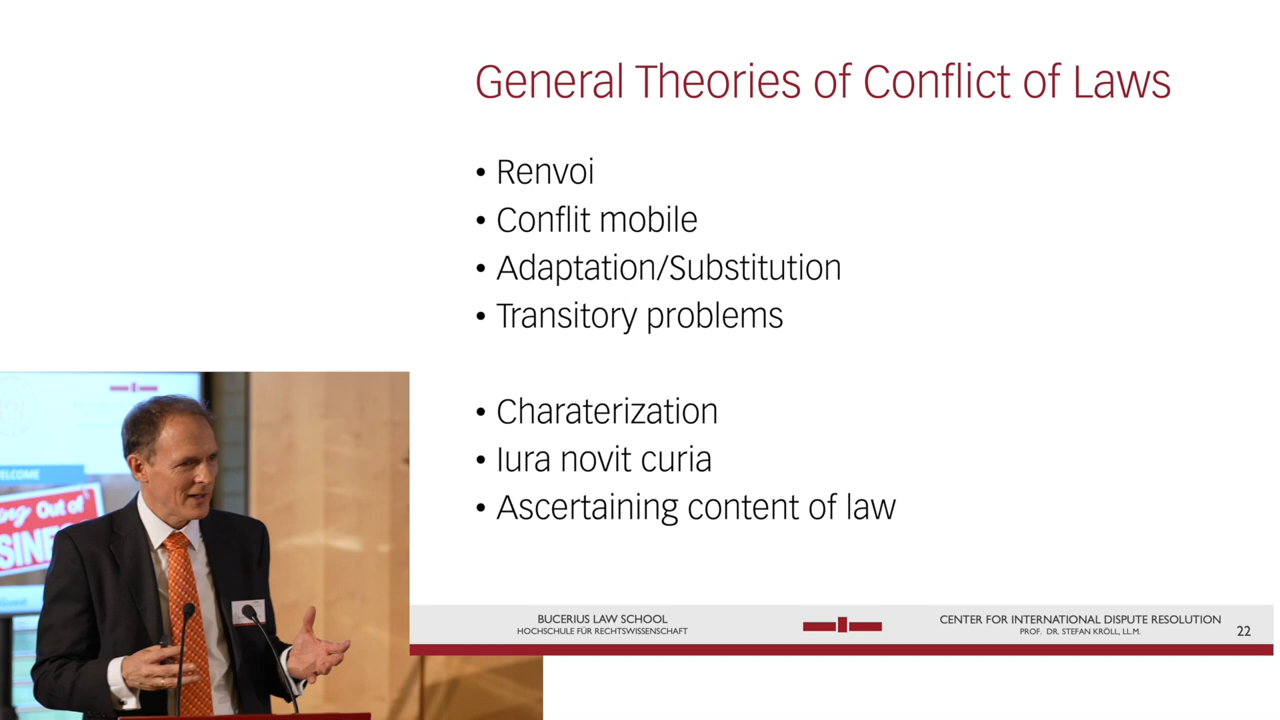 General Theories of Conflict of Laws
• Renvoi
• Conflit mobile
• Adaptation/Substitution
• Transitory problems
• Charaterization
• Iura novit curia
• Ascertaining content of law
Out of
BUCERIUS LAW SCHOOL
HOCHSCHULE FÜR RECHTSWISSENSCHAFT
CENTER FOR INTERNATIONAL DISPUTE RESOLUTION
PROF. DR. STEFAN KRÖLL, LL.M.
22